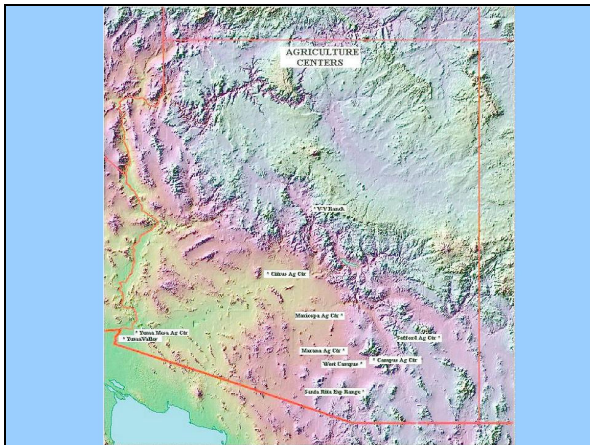 AGRICULTURE
CENTERS
* V-V Ranch
* Citrus Ag Ctr
Maricopa Ag Ctr *
* Yuma Mesa Ag Ctr
* Yuma Valley
Safford Ag Ctr *
Marana Ag Ctr *
West Campus *
* Campus Ag Ctr
Santa Rita Exp Range *